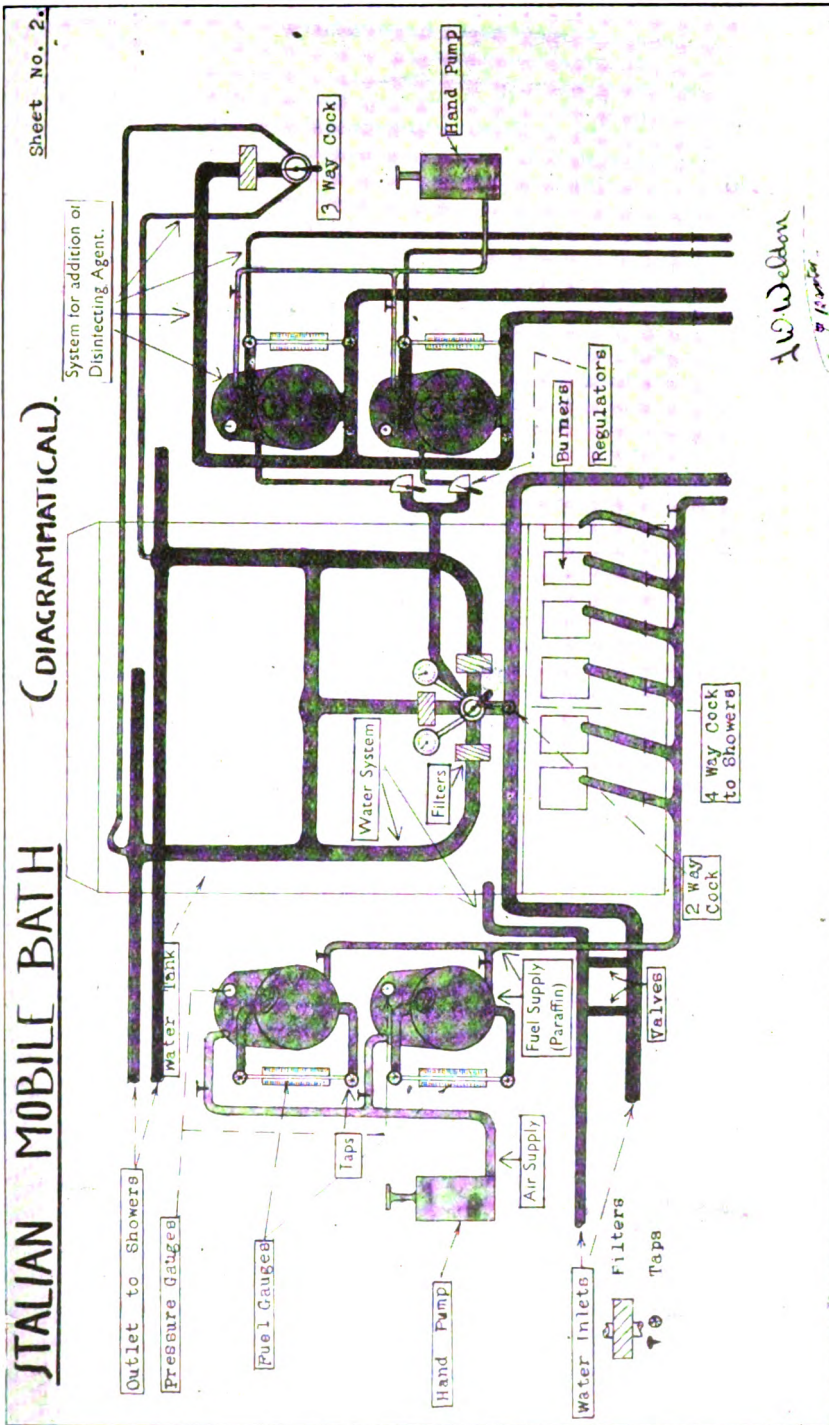 Sheet No. 2.
ITALIAN MOBILE BATH (DIAGRAMMATICAL).
System for addition of
Disinfecting Agent.
3 Way Cock
Hand Pump
Outlet to Showers
Water Tank
Pressure Gauges
Fuel Gauges
Taps
Water System
Filters
Burners
Regulators
Hand Pump
Air Supply
Fuel Supply
(Paraffin)
2 Way
Cock
4 Way Cock
to Showers
Valves
Water Inlets
Filters
Taps
J W Weldon